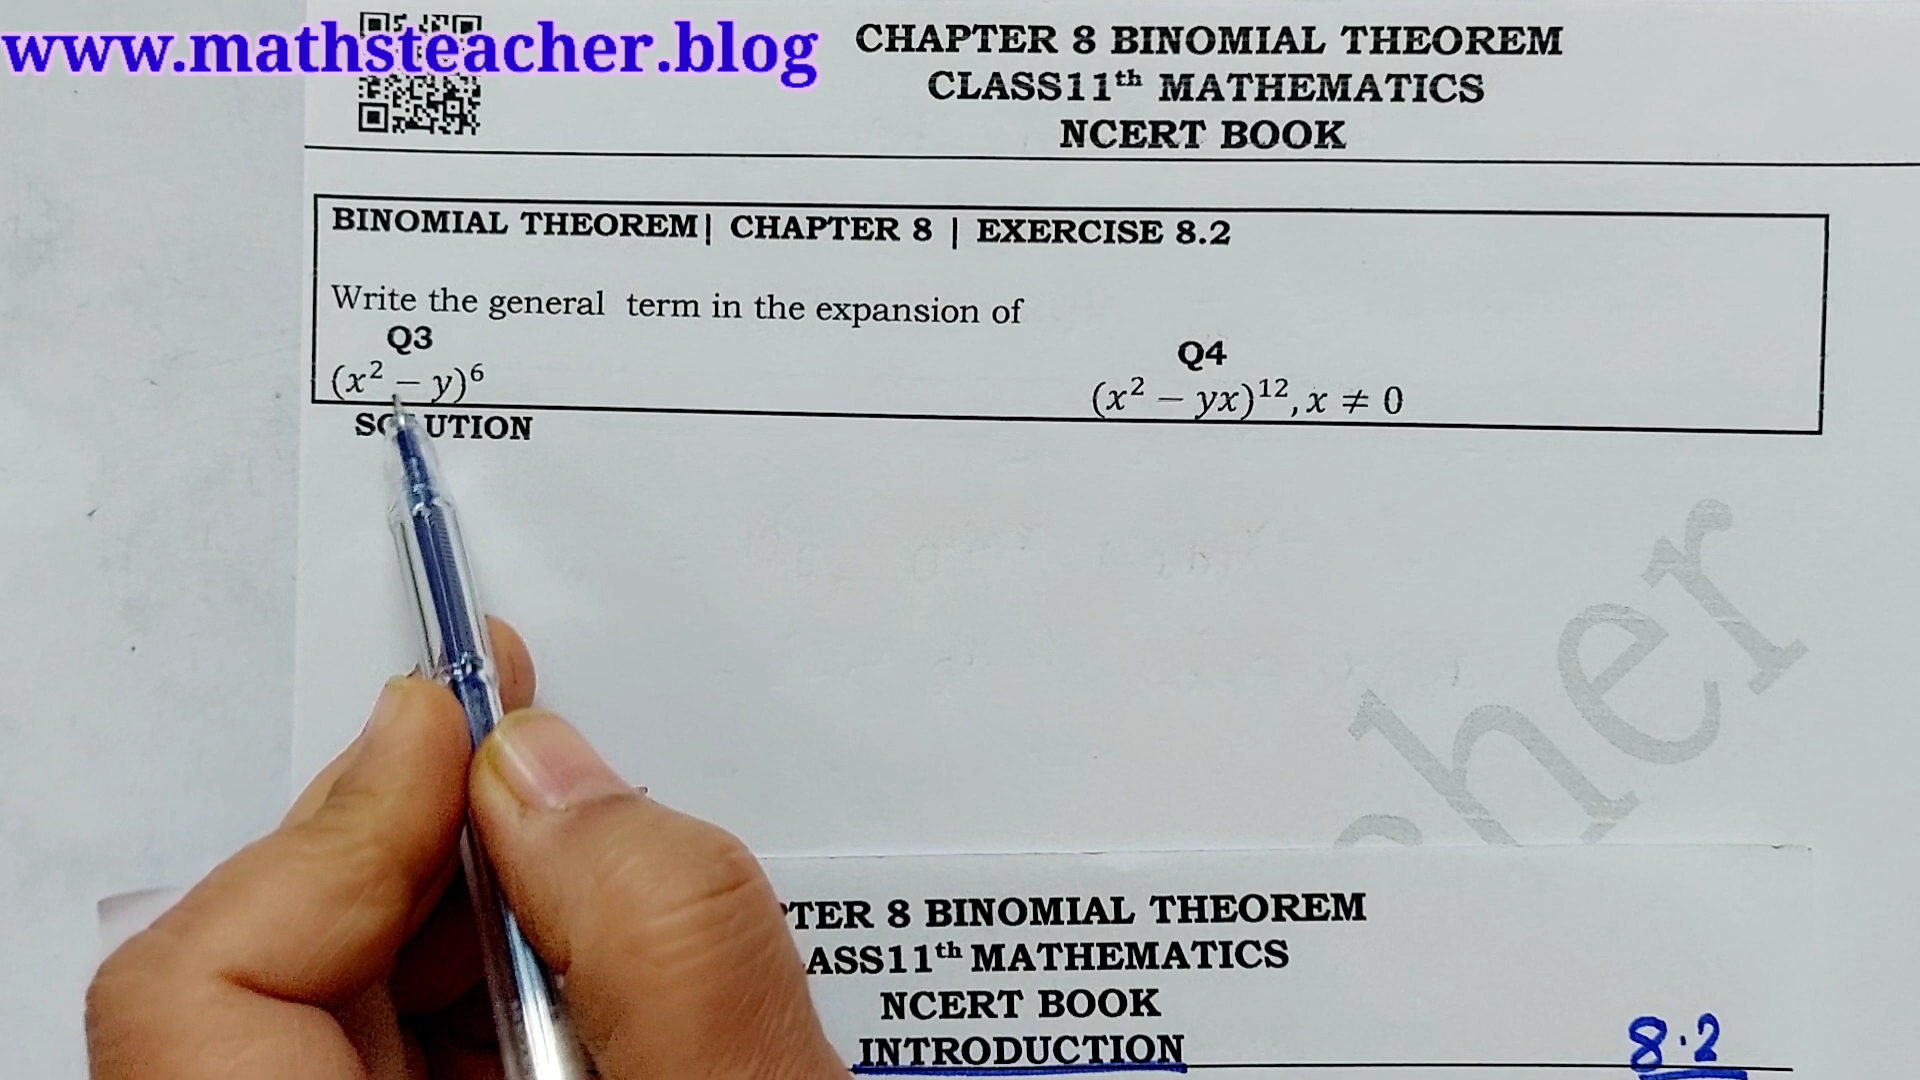 www.mathsteacher.blog
CHAPTER 8 BINOMIAL THEOREM
CLASS11th MATHEMATICS
NCERT BOOK
BINOMIAL THEOREM| CHAPTER 8 | EXERCISE 8.2
Write the general term in the expansion of
Q3
(x² − y)⁶
Q4
(x² − yx)¹², x ≠ 0
SOLUTION
her
TER 8 BINOMIAL THEOREM
ASS11th MATHEMATICS
NCERT BOOK
INTRODUCTION
8.2